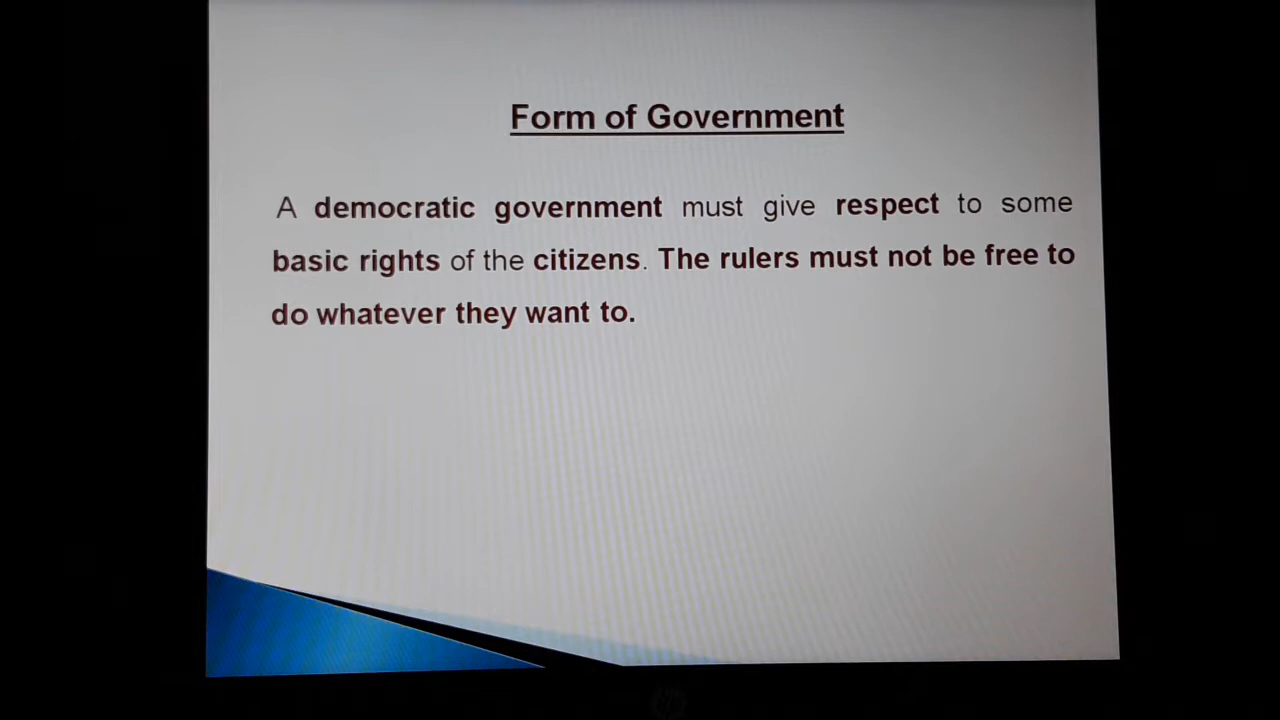 Form of Government
A democratic government must give respect to some
basic rights of the citizens. The rulers must not be free to
do whatever they want to.
hp